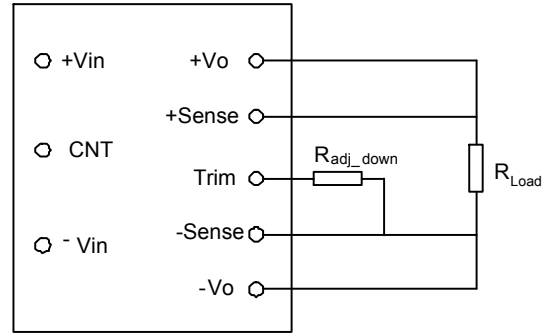 +Vin
+Vo
+Sense
CNT
Radj_down
Trim
RLoad
-Sense
- Vin
-Vo